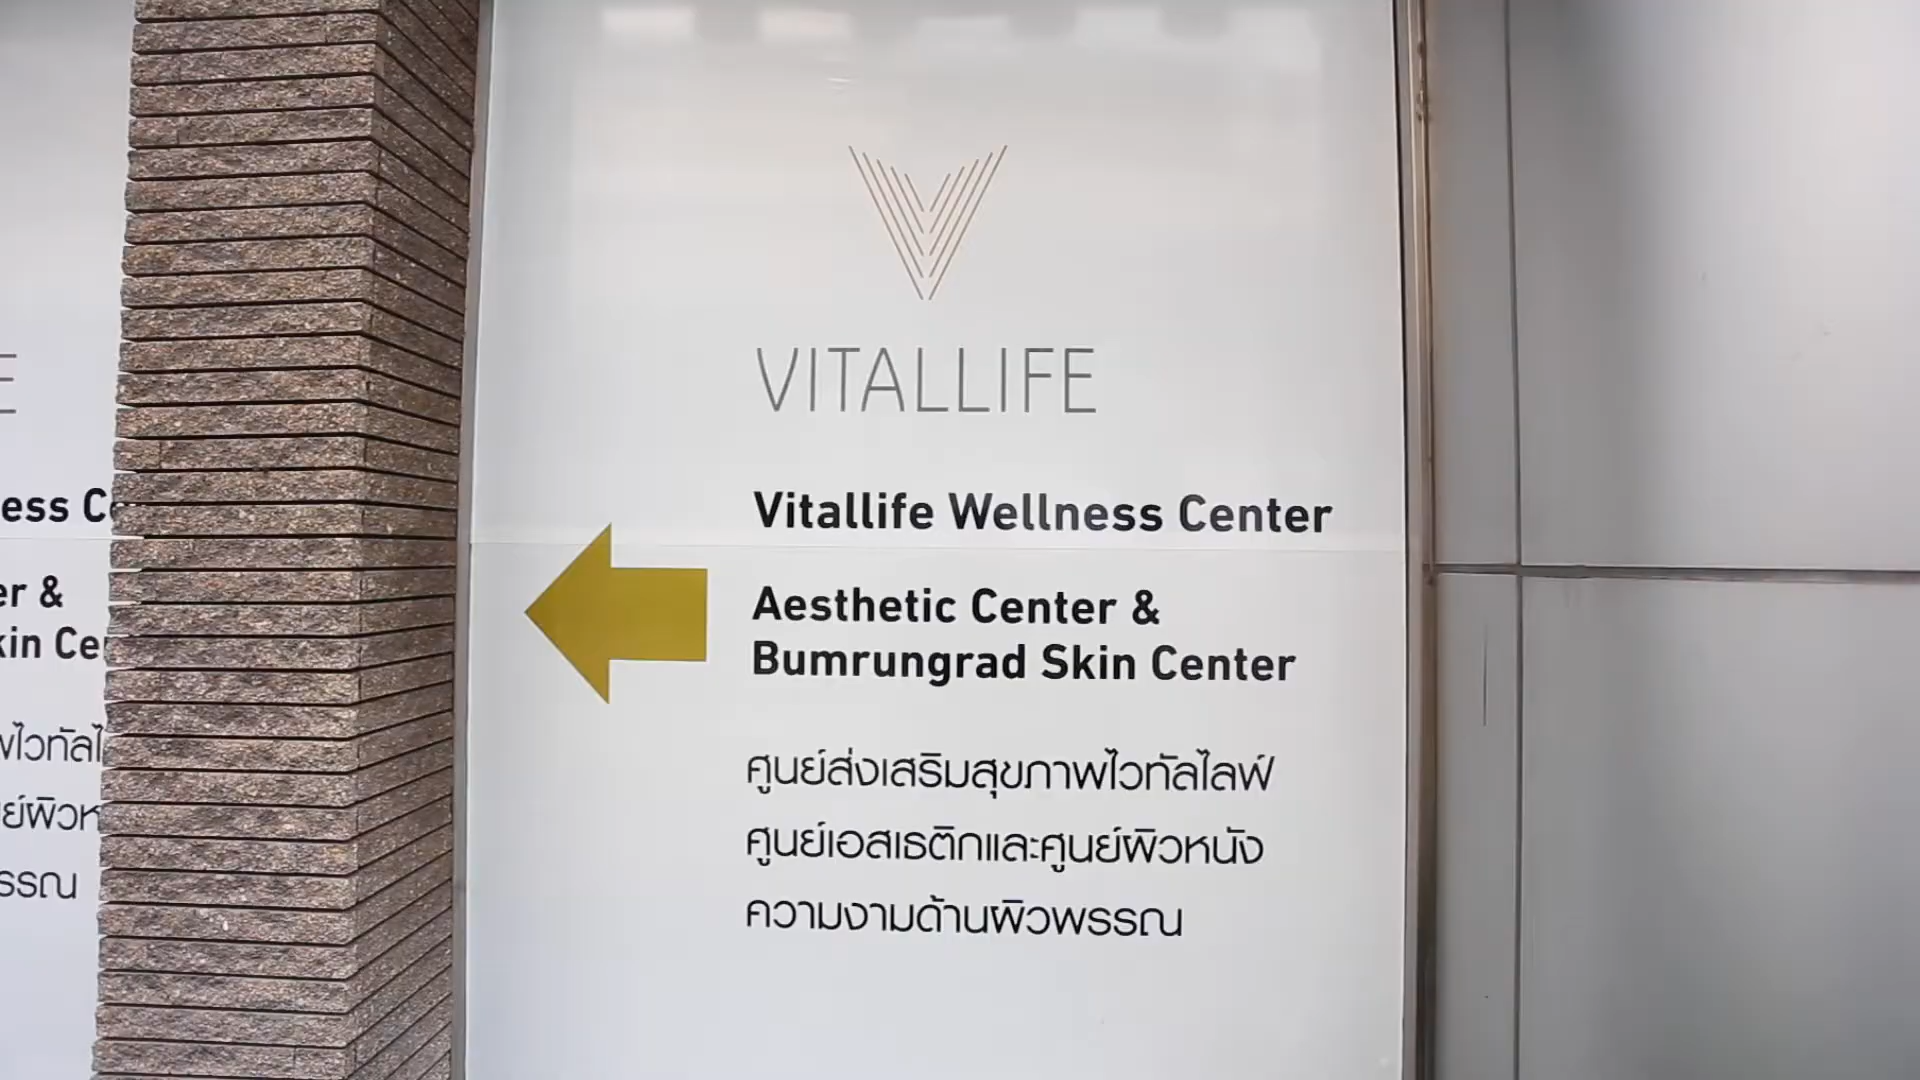 VITALLIFE
Vitallife Wellness Center
Aesthetic Center &
Bumrungrad Skin Center
ศูนย์ส่งเสริมสุขภาพไวทัลไลฟ์
ศูนย์เอสเธติกและศูนย์ผิวหนัง
ความงามด้านผิวพรรณ